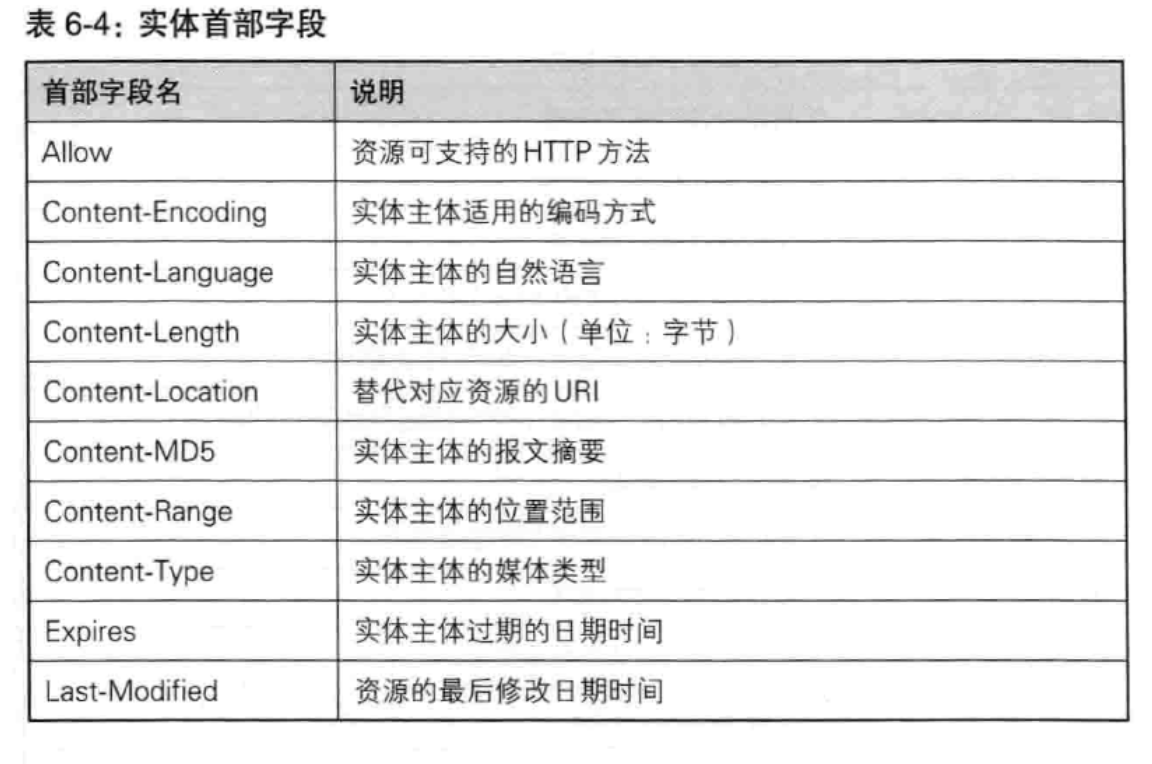 表 6-4：实体首部字段
首部字段名 说明
Allow 资源可支持的HTTP方法
Content-Encoding 实体主体适用的编码方式
Content-Language 实体主体的自然语言
Content-Length 实体主体的大小（单位：字节）
Content-Location 替代对应资源的URI
Content-MD5 实体主体的报文摘要
Content-Range 实体主体的位置范围
Content-Type 实体主体的媒体类型
Expires 实体主体过期的日期时间
Last-Modified 资源的最后修改日期时间